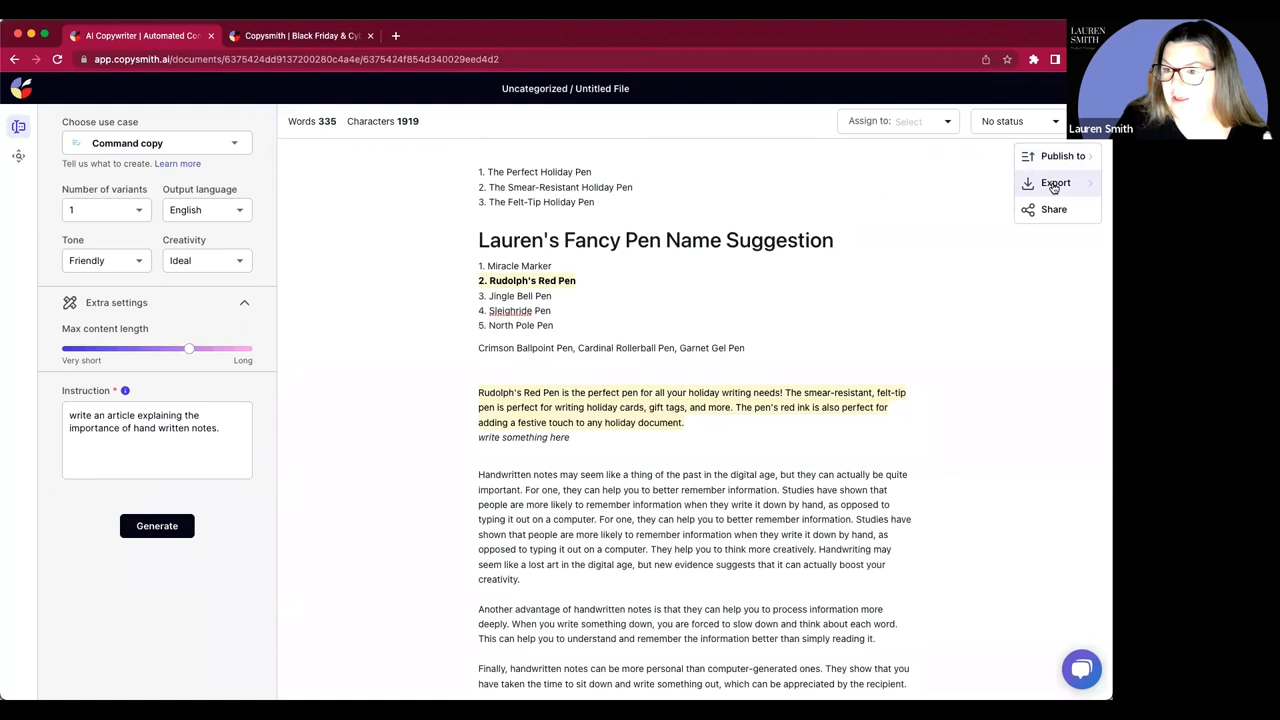 AI Copywriter | Automated Co
Copysmith | Black Friday & Cy
app.copysmith.ai/documents/6375424dd9137200280c4a4e/6375424f854d340029eed4d2
LAUREN
SMITH
Lauren Smith
Uncategorized / Untitled File
Choose use case
Command copy
Tell us what to create. Learn more
Number of variants
Output language
1
English
Tone
Creativity
Friendly
Ideal
Extra settings
Max content length
Very short
Long
Instruction *
write an article explaining the
importance of hand written notes.
Generate
Words 335 Characters 1919
Assign to: Select
No status
Publish to
Export
Share
1. The Perfect Holiday Pen
2. The Smear-Resistant Holiday Pen
3. The Felt-Tip Holiday Pen
Lauren's Fancy Pen Name Suggestion
1. Miracle Marker
2. Rudolph's Red Pen
3. Jingle Bell Pen
4. Sleighride Pen
5. North Pole Pen
Crimson Ballpoint Pen, Cardinal Rollerball Pen, Garnet Gel Pen
Rudolph's Red Pen is the perfect pen for all your holiday writing needs! The smear-resistant, felt-tip
pen is perfect for writing holiday cards, gift tags, and more. The pen's red ink is also perfect for
adding a festive touch to any holiday document.
write something here
Handwritten notes may seem like a thing of the past in the digital age, but they can actually be quite
important. For one, they can help you to better remember information. Studies have shown that
people are more likely to remember information when they write it down by hand, as opposed to
typing it out on a computer. For one, they can help you to better remember information. Studies have
shown that people are more likely to remember information when they write it down by hand, as
opposed to typing it out on a computer. They help you to think more creatively. Handwriting may
seem like a lost art in the digital age, but new evidence suggests that it can actually boost your
creativity.
Another advantage of handwritten notes is that they can help you to process information more
deeply. When you write something down, you are forced to slow down and think about each word.
This can help you to understand and remember the information better than simply reading it.
Finally, handwritten notes can be more personal than computer-generated ones. They show that you
have taken the time to sit down and write something out, which can be appreciated by the recipient.